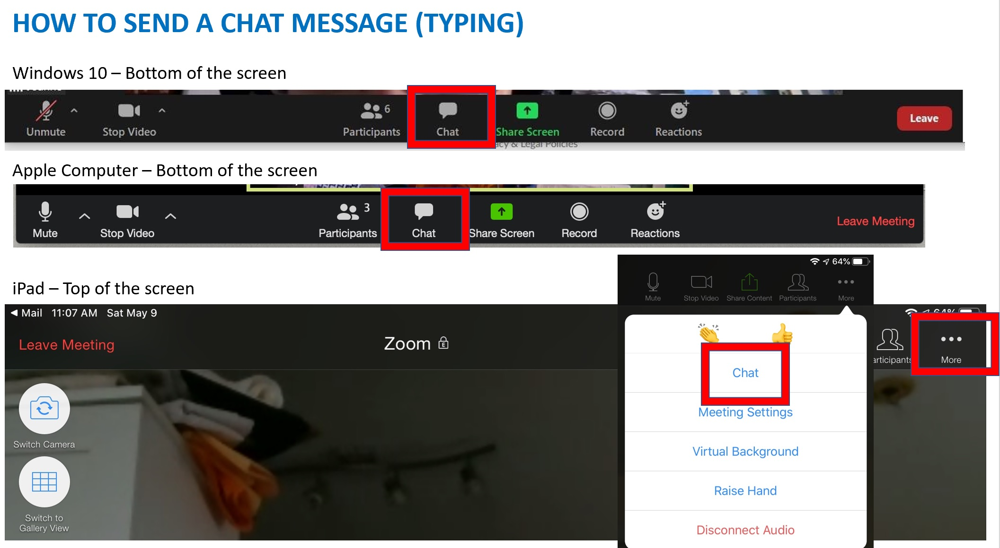 HOW TO SEND A CHAT MESSAGE (TYPING)
Windows 10 – Bottom of the screen
6
Unmute Stop Video Participants Chat Share Screen Record Reactions Leave
& Legal Policies
Apple Computer – Bottom of the screen
3
Mute Stop Video Participants Chat Share Screen Record Reactions Leave Meeting
64%
iPad – Top of the screen
Mute Stop Video Share Content Participants More
Mail 11:07 AM Sat May 9
64%
Leave Meeting Zoom
E
articipants More
Chat
Meeting Settings
Switch Camera
Virtual Background
Raise Hand
Switch to
Gallery View
Disconnect Audio